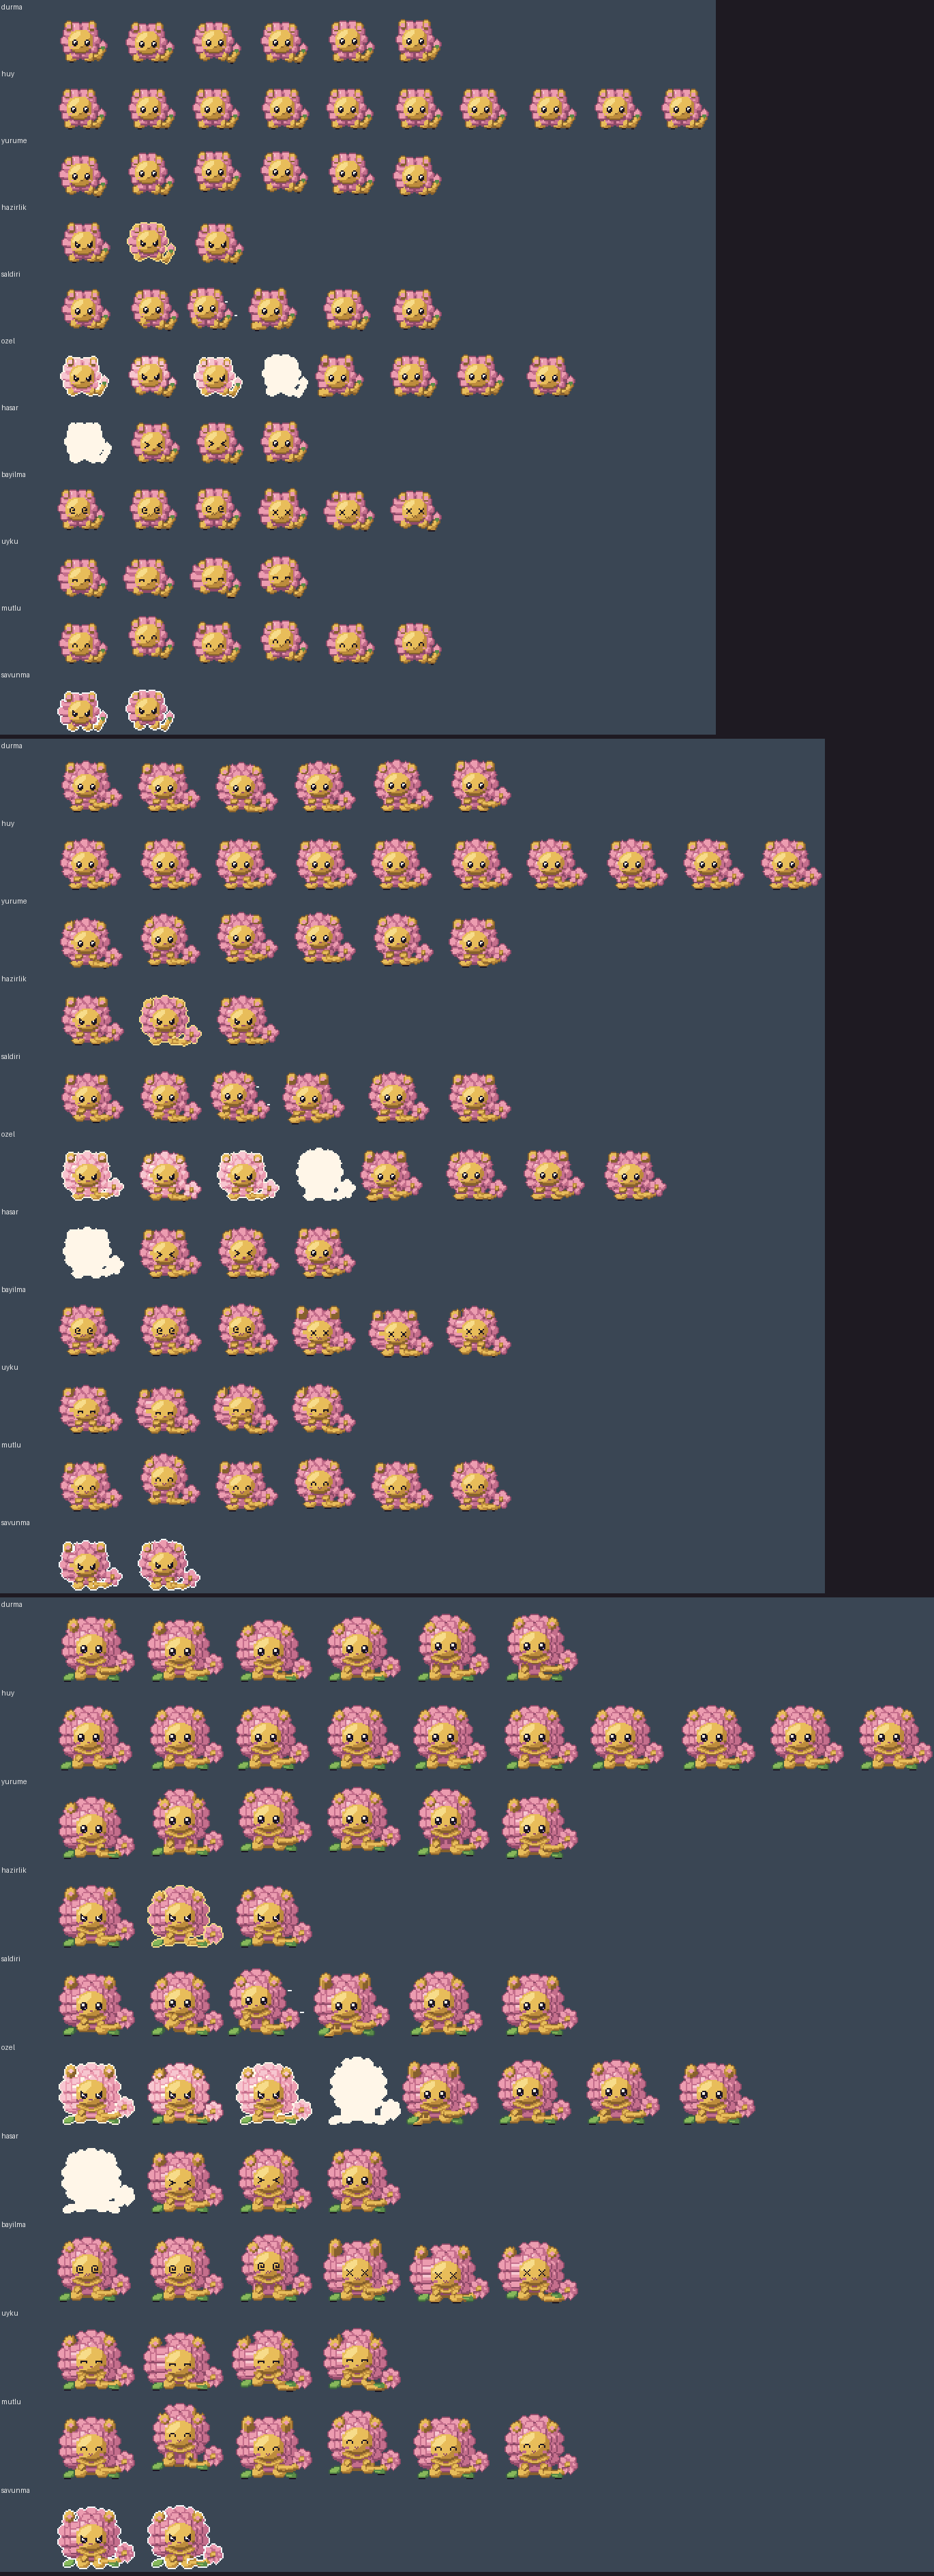 durma
huy
yurume
hazirlik
saldiri
ozel
hasar
bayilma
uyku
mutlu
savunma
durma
huy
yurume
hazirlik
saldiri
ozel
hasar
bayilma
uyku
mutlu
savunma
durma
huy
yurume
hazirlik
saldiri
ozel
hasar
bayilma
uyku
mutlu
savunma